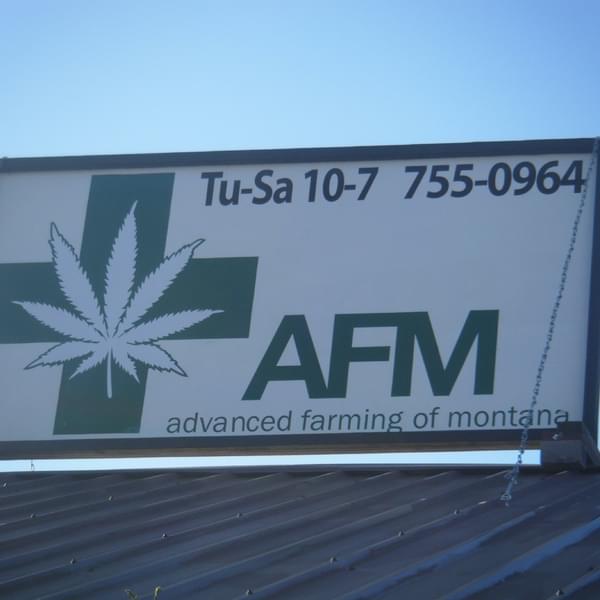 Tu-Sa 10-7 755-0964
AFM
advanced farming of montana